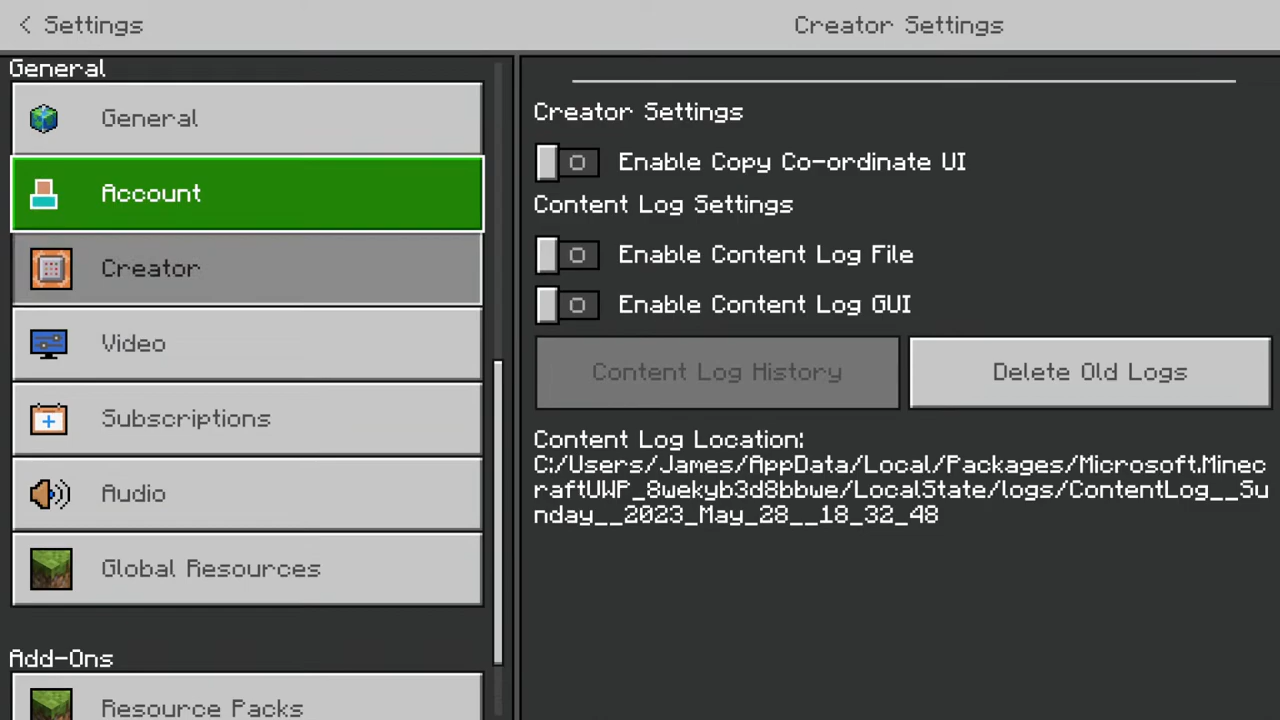 Settings
Creator Settings
General
General
Account
Creator
Video
Subscriptions
Audio
Global Resources
Add-Ons
Resource Packs
Creator Settings
Enable Copy Co-ordinate UI
Content Log Settings
Enable Content Log File
Enable Content Log GUI
Content Log History
Delete Old Logs
Content Log Location:
C:/Users/James/AppData/Local/Packages/Microsoft.Minec
raftUWP_8wekyb3d8bbwe/LocalState/logs/ContentLog__Su
nday__2023_May_28__18_32_48